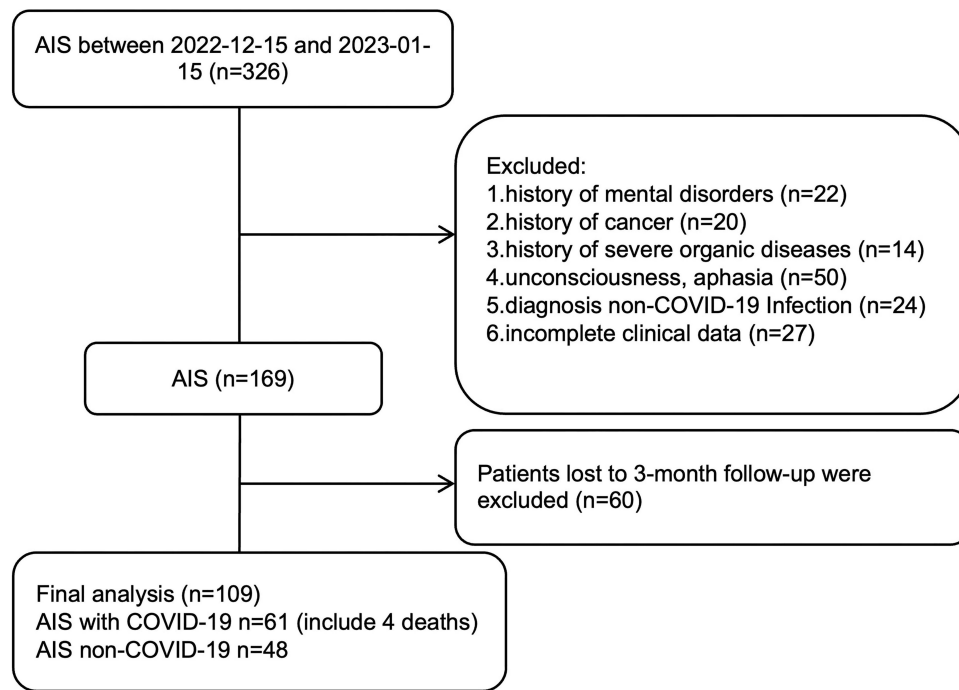 AIS between 2022-12-15 and 2023-01-
15 (n=326)
Excluded:
1.history of mental disorders (n=22)
2.history of cancer (n=20)
3.history of severe organic diseases (n=14)
4.unconsciousness, aphasia (n=50)
5.diagnosis non-COVID-19 Infection (n=24)
6.incomplete clinical data (n=27)
AIS (n=169)
Patients lost to 3-month follow-up were
excluded (n=60)
Final analysis (n=109)
AIS with COVID-19 n=61 (include 4 deaths)
AIS non-COVID-19 n=48